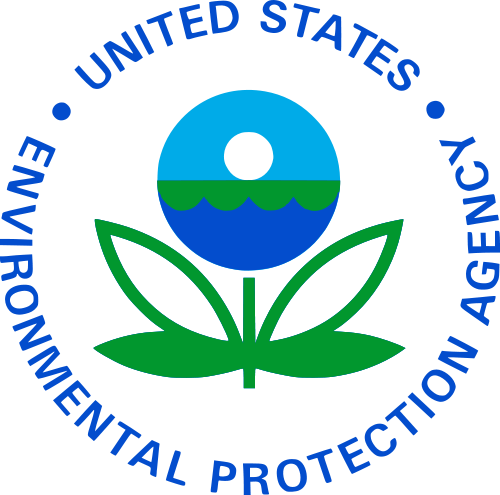 UNITED STATES
ENVIRONMENTAL PROTECTION AGENCY